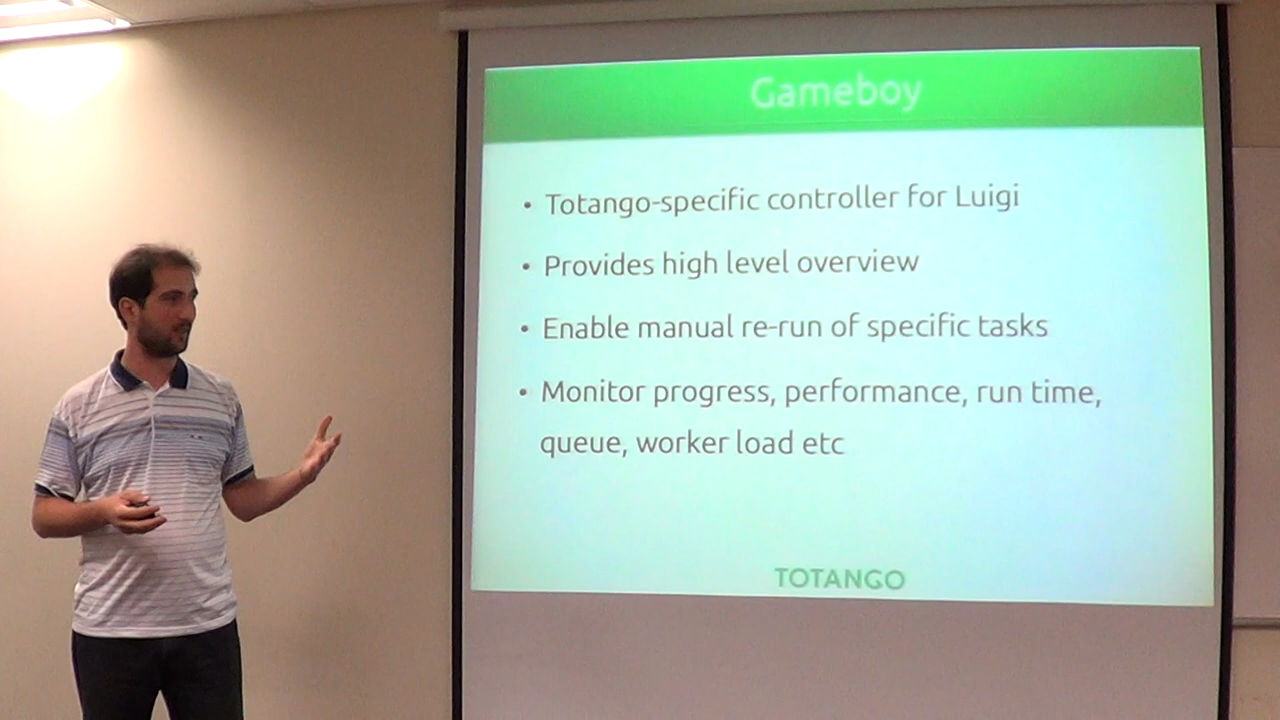 Gameboy
• Totango-specific controller for Luigi
• Provides high level overview
• Enable manual re-run of specific tasks
• Monitor progress, performance, run time,
queue, worker load etc
TOTANGO